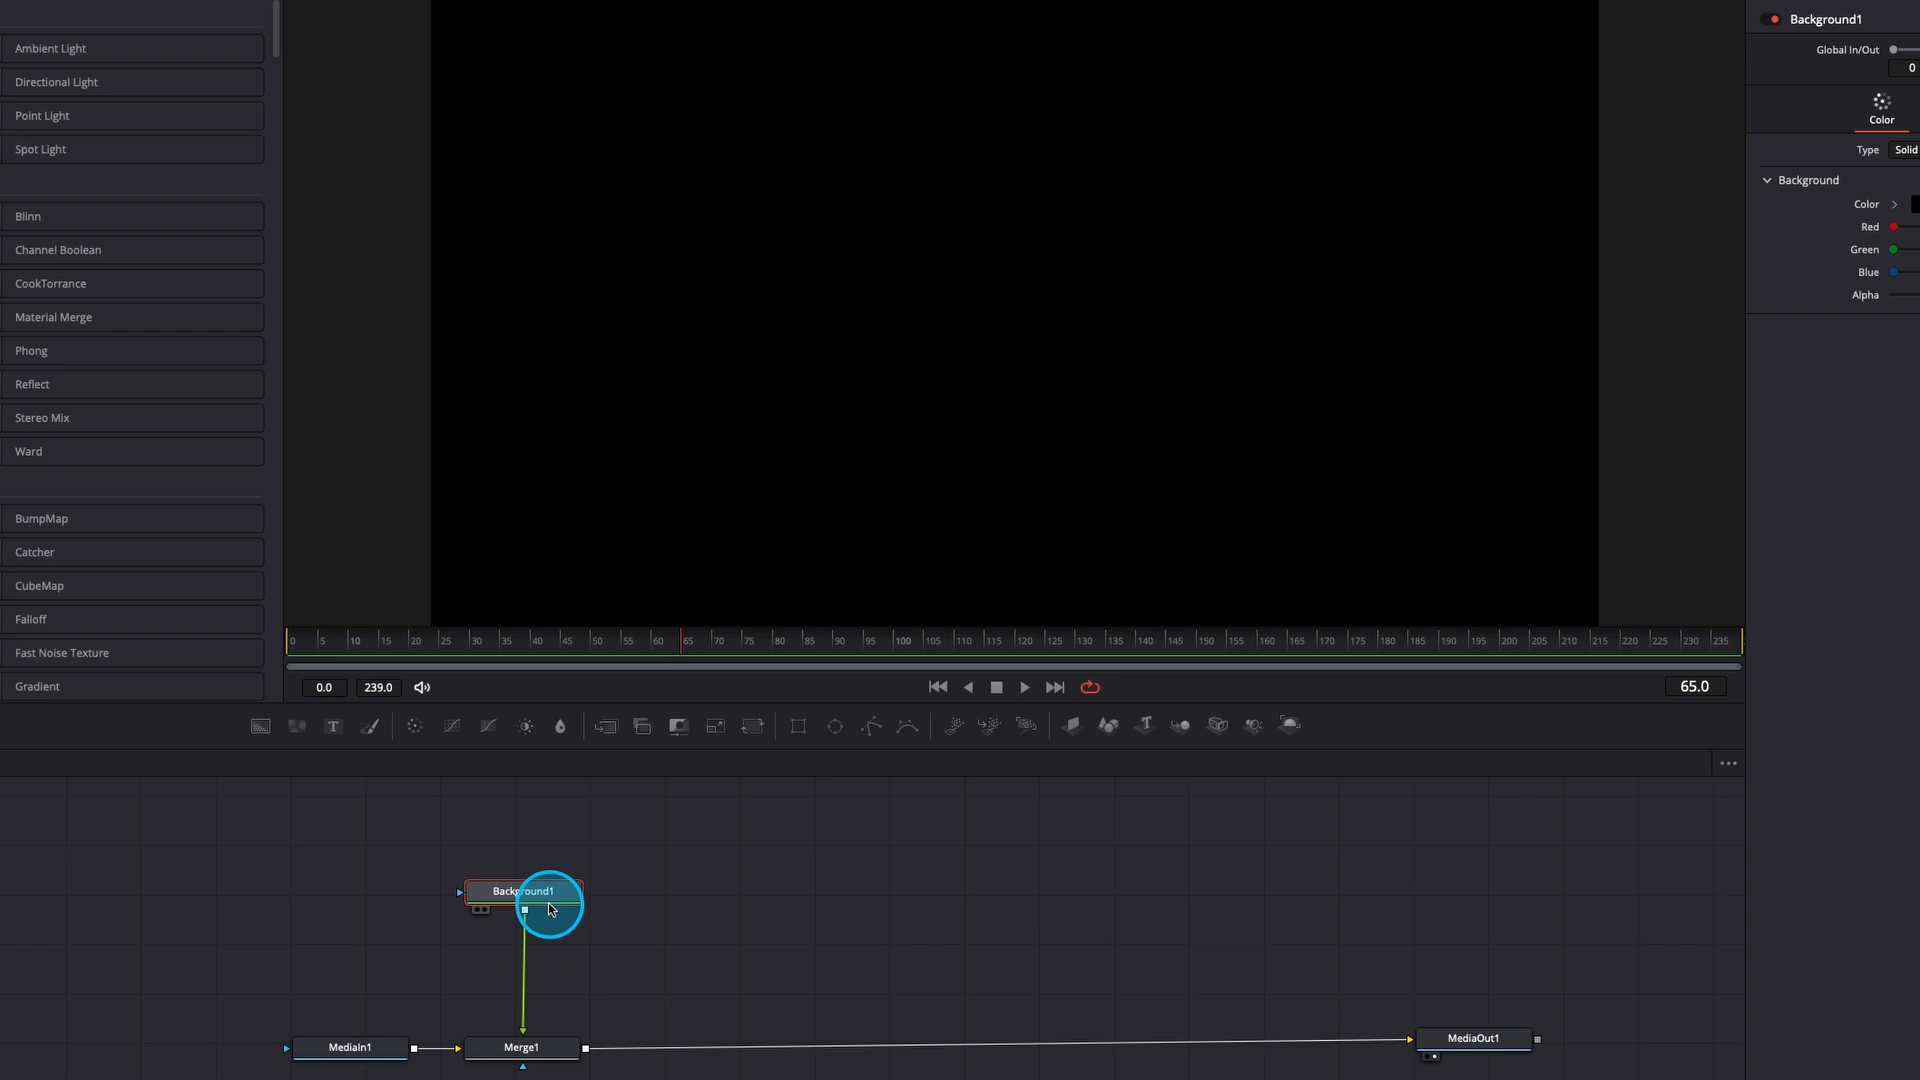 Ambient Light
Directional Light
Point Light
Spot Light
Blinn
Channel Boolean
CookTorrance
Material Merge
Phong
Reflect
Stereo Mix
Ward
BumpMap
Catcher
CubeMap
Falloff
Fast Noise Texture
Gradient
0 5 10 15 20 25 30 35 40 45 50 55 60 65 70 75 80 85 90 95 100 105 110 115 120 125 130 135 140 145 150 155 160 165 170 175 180 185 190 195 200 205 210 215 220 225 230 235
0.0 239.0 65.0
T
Background1
MediaIn1 Merge1 MediaOut1
Background1
Global In/Out
0
Color
Type Solid
Background
Color
Red
Green
Blue
Alpha